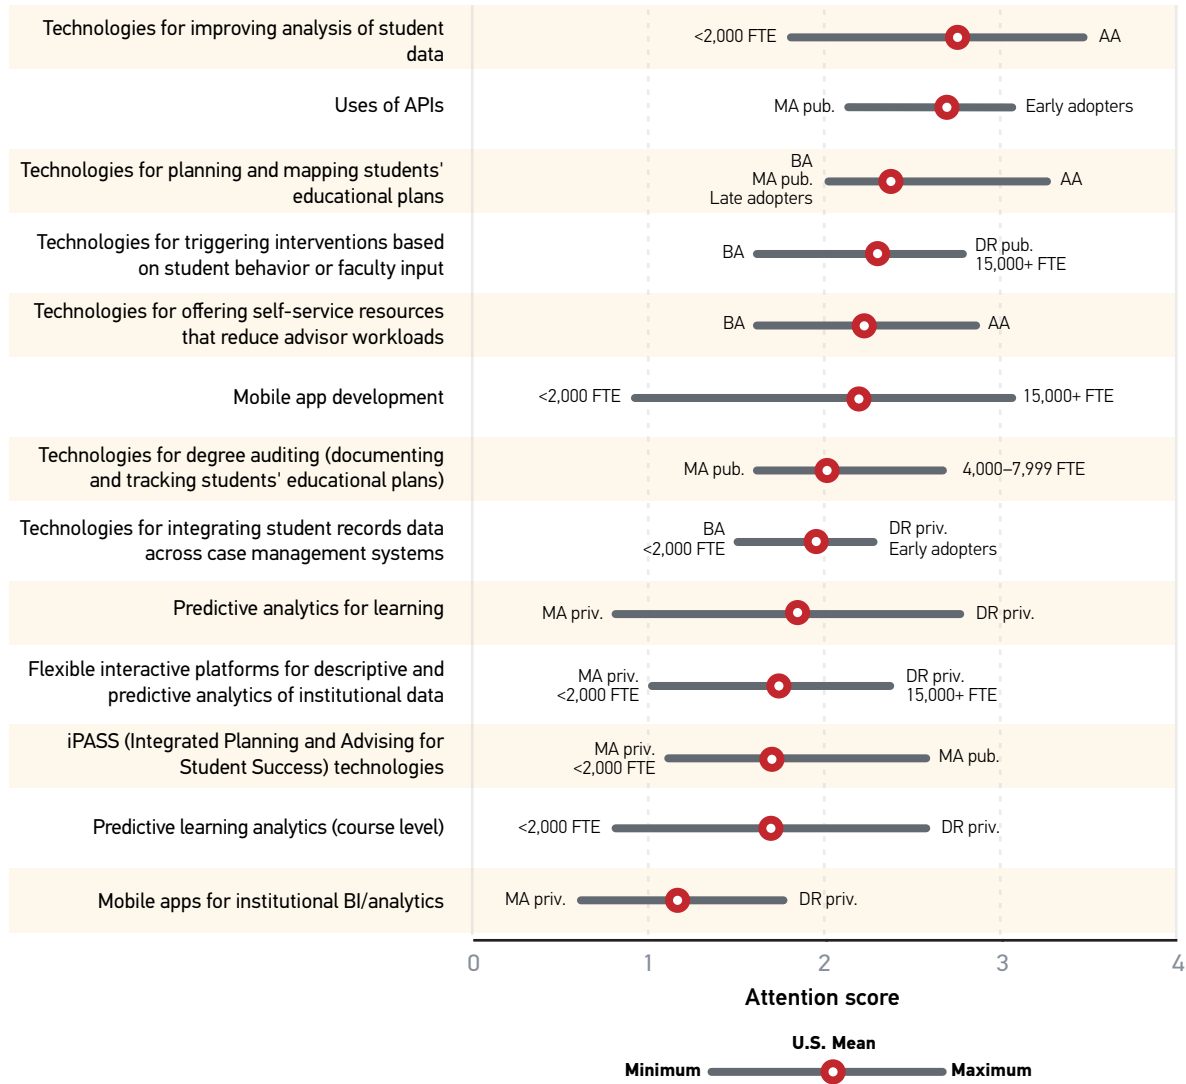 Technologies for improving analysis of student
data
<2,000 FTE
AA
Uses of APIs
MA pub.
Early adopters
Technologies for planning and mapping students'
educational plans
BA
MA pub.
Late adopters
AA
Technologies for triggering interventions based
on student behavior or faculty input
BA
DR pub.
15,000+ FTE
Technologies for offering self-service resources
that reduce advisor workloads
BA
AA
Mobile app development
<2,000 FTE
15,000+ FTE
Technologies for degree auditing (documenting
and tracking students' educational plans)
MA pub.
4,000–7,999 FTE
Technologies for integrating student records data
across case management systems
BA
<2,000 FTE
DR priv.
Early adopters
Predictive analytics for learning
MA priv.
DR priv.
Flexible interactive platforms for descriptive and
predictive analytics of institutional data
MA priv.
<2,000 FTE
DR priv.
15,000+ FTE
iPASS (Integrated Planning and Advising for
Student Success) technologies
MA priv.
<2,000 FTE
MA pub.
Predictive learning analytics (course level)
<2,000 FTE
DR priv.
Mobile apps for institutional BI/analytics
MA priv.
DR priv.
0 1 2 3 4
Attention score
U.S. Mean
Minimum Maximum